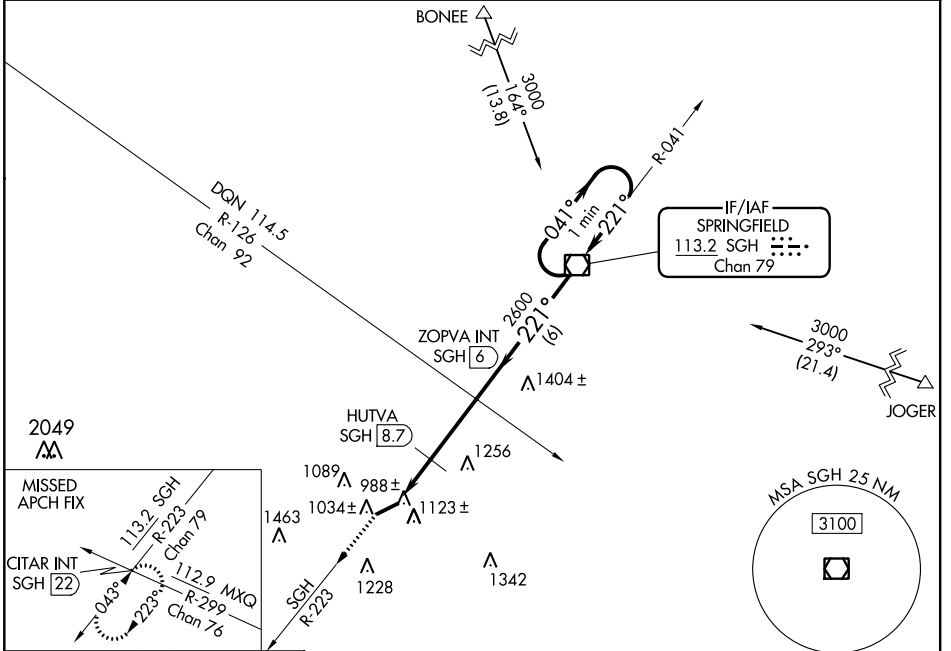 BONEE
3000
164°
(13.8)
R-041
DQN 114.5
R-126
Chan 92
041°
1 min
221°
IF/IAF
SPRINGFIELD
113.2 SGH
Chan 79
2600
221°
(6)
ZOPVA INT
SGH 6
3000
293°
(21.4)
JOGER
1404 ±
HUTVA
SGH 8.7
2049
1256
1089
988 ±
1034 ±
1123 ±
1463
1228
1342
SGH
R-223
MISSED
APCH FIX
113.2 SGH
R-223
Chan 79
CITAR INT
SGH 22
112.9 MXQ
R-299
Chan 76
043°
223°
MSA SGH 25 NM
3100